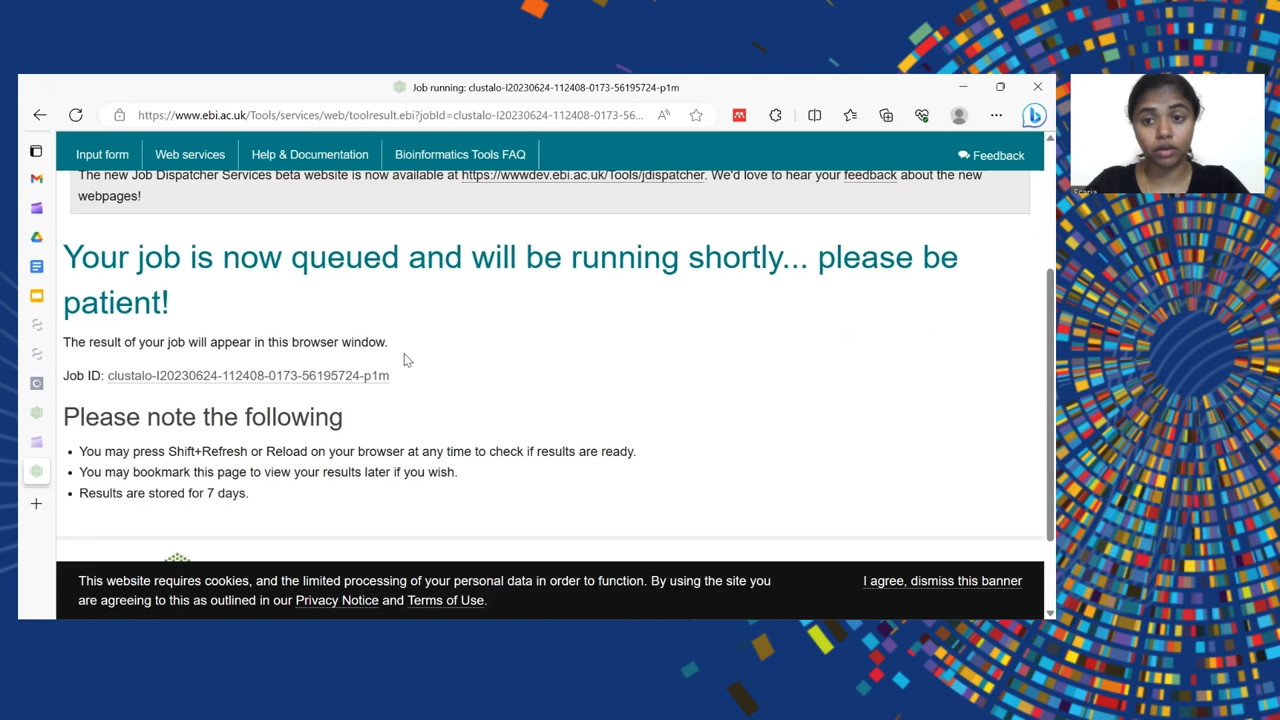 Job running: clustalo-I20230624-112408-0173-56195724-p1m
https://www.ebi.ac.uk/Tools/services/web/toolresult.ebi?jobId=clustalo-I20230624-112408-0173-56...
Input form
Web services
Help & Documentation
Bioinformatics Tools FAQ
Feedback
The new Job Dispatcher Services beta website is now available at https://wwwdev.ebi.ac.uk/Tools/jdispatcher. We'd love to hear your feedback about the new
webpages!
Your job is now queued and will be running shortly... please be
patient!
The result of your job will appear in this browser window.
Job ID: clustalo-I20230624-112408-0173-56195724-p1m
Please note the following
• You may press Shift+Refresh or Reload on your browser at any time to check if results are ready.
• You may bookmark this page to view your results later if you wish.
• Results are stored for 7 days.
This website requires cookies, and the limited processing of your personal data in order to function. By using the site you
are agreeing to this as outlined in our Privacy Notice and Terms of Use.
I agree, dismiss this banner